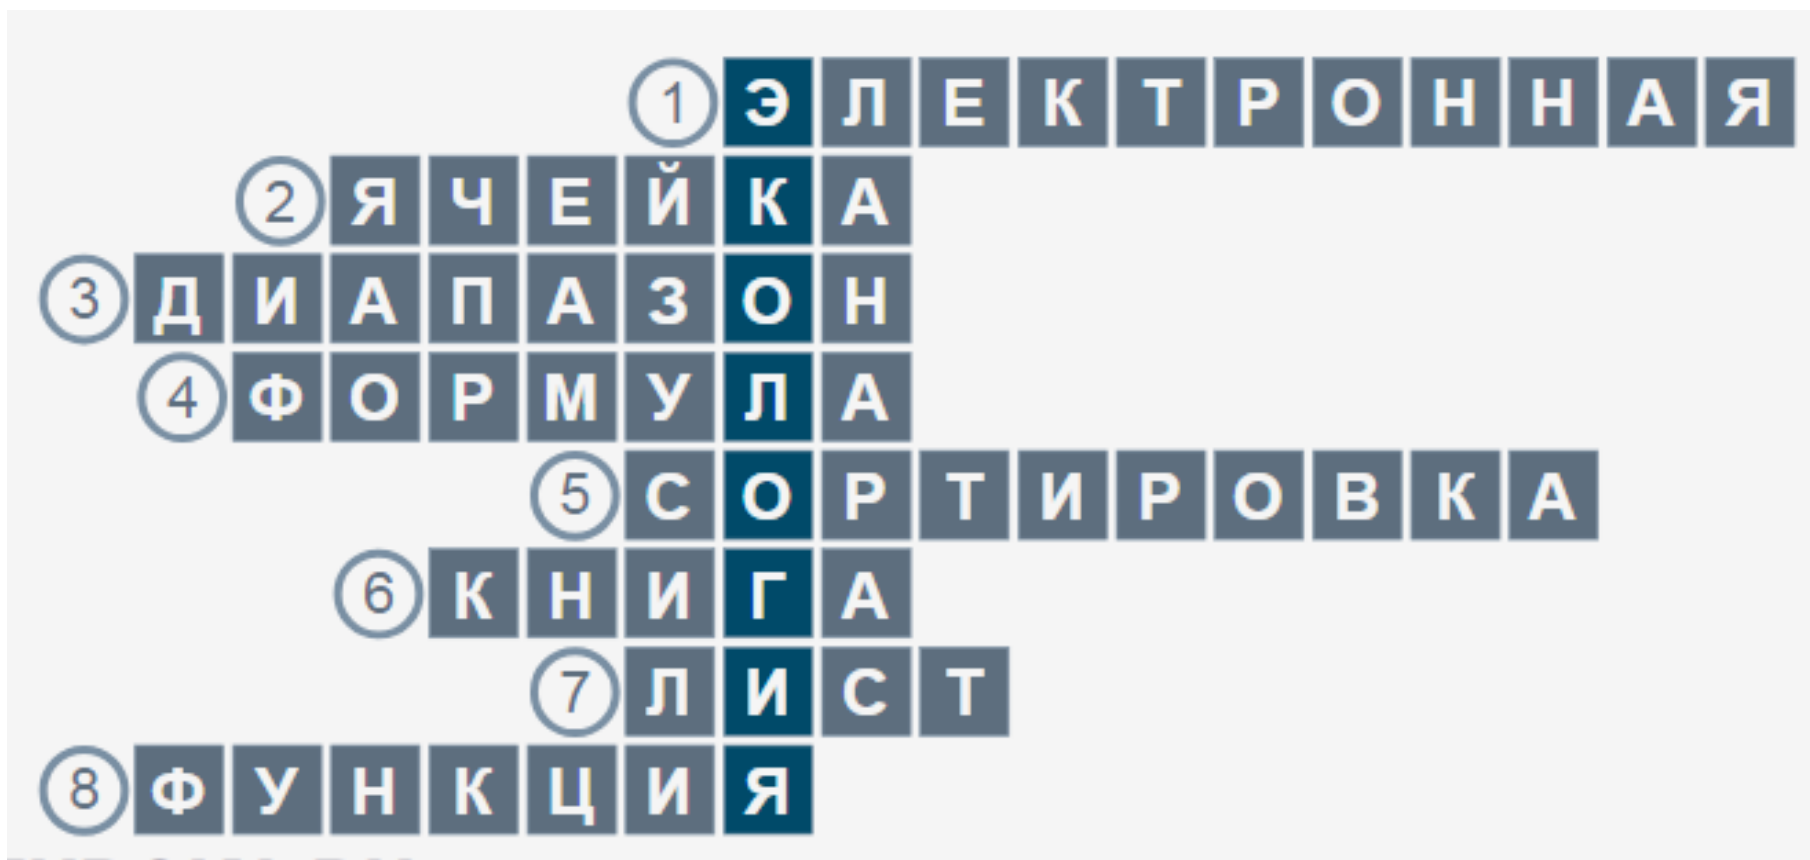 1 ЭЛЕКТРОННАЯ
2 ЯЧЕЙКА
3 ДИАПАЗОН
4 ФОРМУЛА
5 СОРТИРОВКА
6 КНИГА
7 ЛИСТ
8 ФУНКЦИЯ